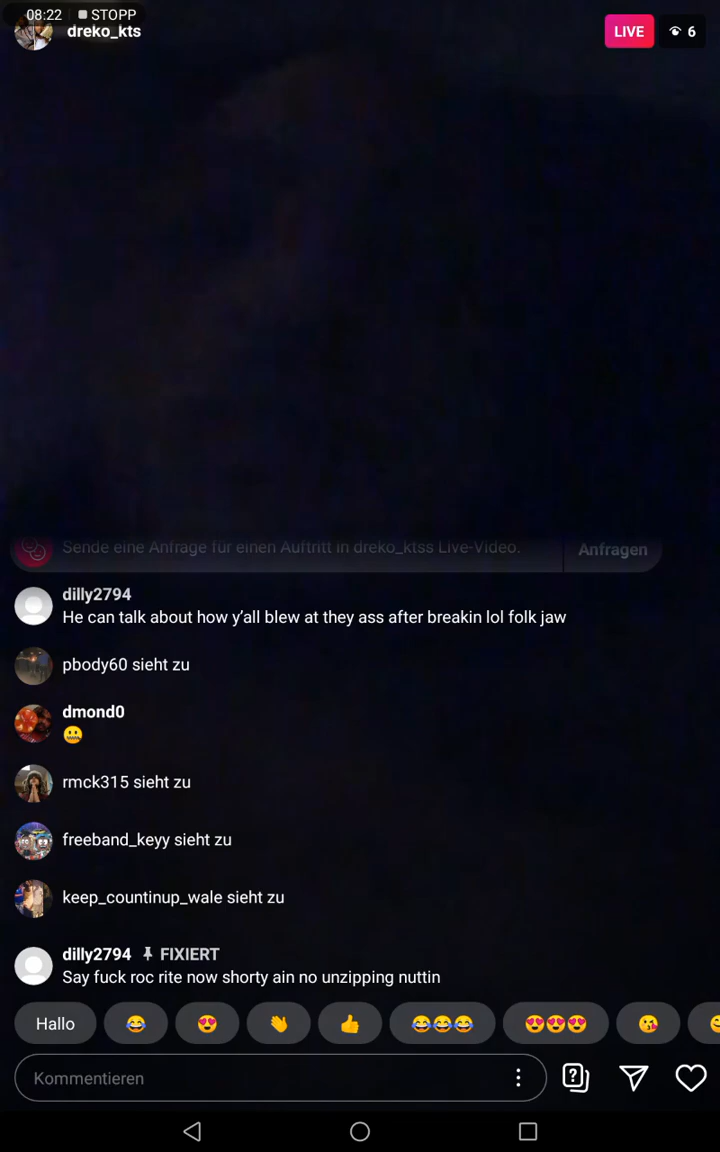 08:22 STOPP
dreko_kts
LIVE
6
Sende eine Anfrage für einen Auftritt in dreko_ktss Live-Video.
Anfragen
dilly2794
He can talk about how y'all blew at they ass after breakin lol folk jaw
pbody60 sieht zu
dmond0
🤐
rmck315 sieht zu
freeband_keyy sieht zu
keep_countinup_wale sieht zu
dilly2794 FIXIERT
Say fuck roc rite now shorty ain no unzipping nuttin
Hallo 😂 😍 👋 👍 😂😂😂 😍😍😍 😘
Kommentieren